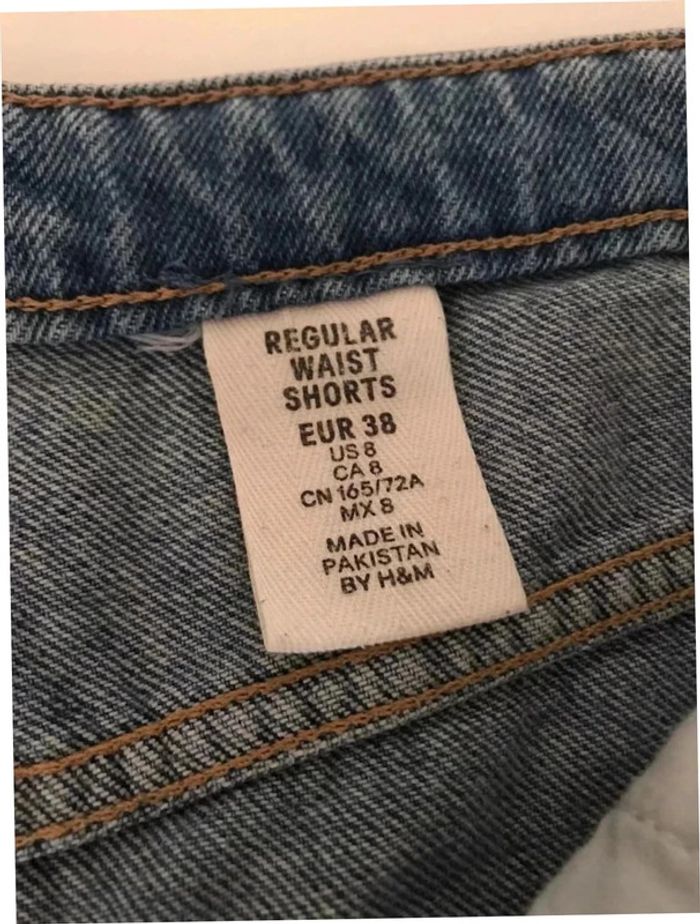 REGULAR
WAIST
SHORTS
EUR 38
US 8
CA 8
CN 165/72A
MX 8
MADE IN
PAKISTAN
BY H&M